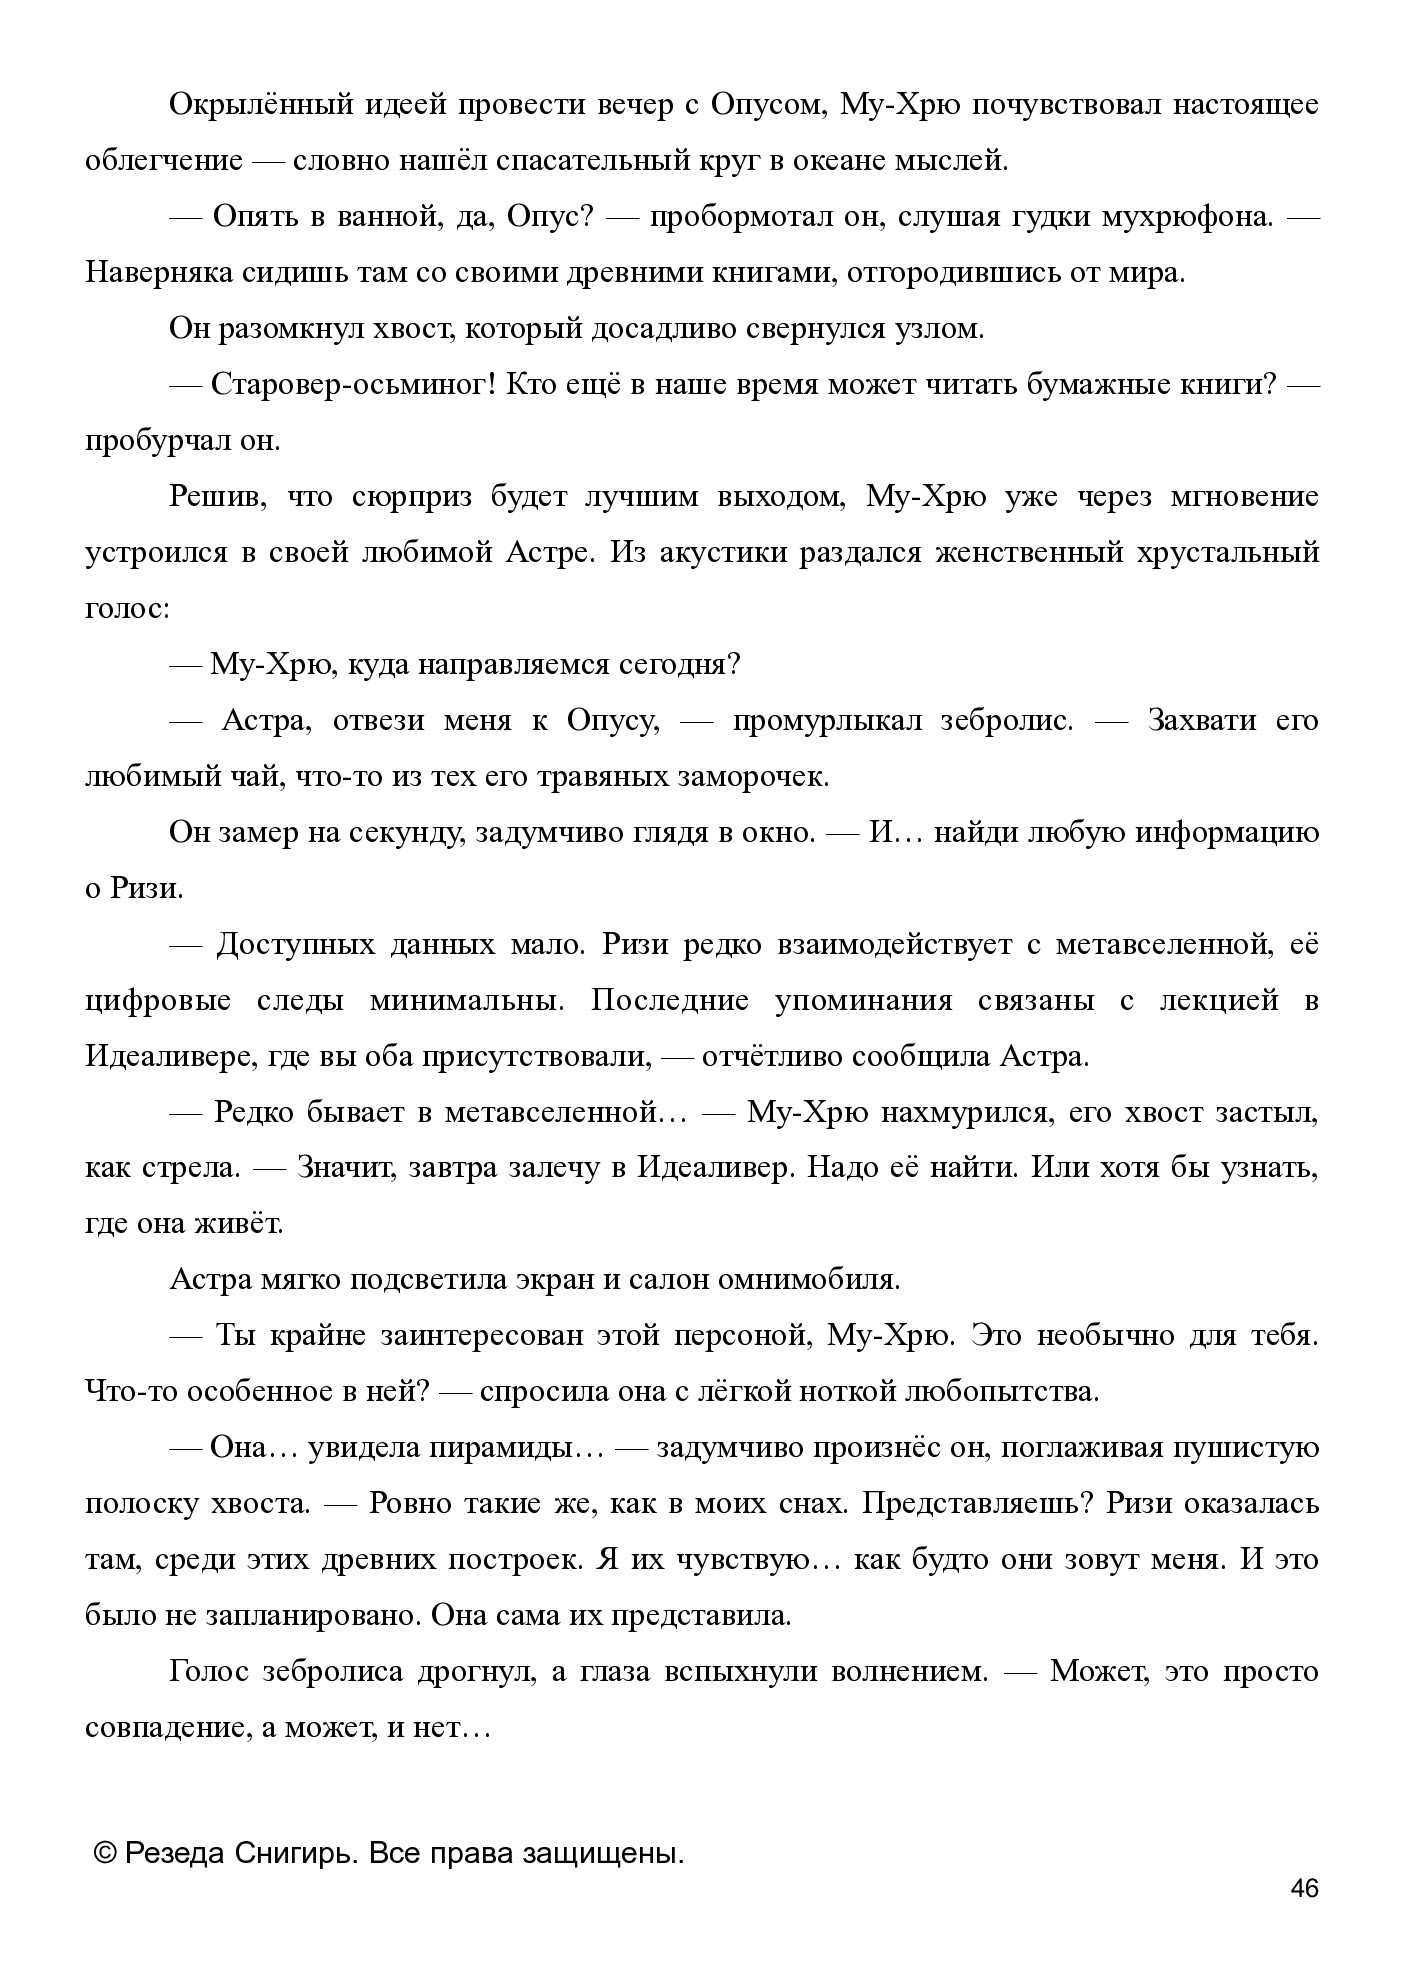 Окрылённый идеей провести вечер с Опусом, Му-Хрю почувствовал настоящее
облегчение — словно нашёл спасательный круг в океане мыслей.
— Опять в ванной, да, Опус? — пробормотал он, слушая гудки мухрюфона. —
Наверняка сидишь там со своими древними книгами, отгородившись от мира.
Он разомкнул хвост, который досадливо свернулся узлом.
— Старовер-осьминог! Кто ещё в наше время может читать бумажные книги? —
пробурчал он.
Решив, что сюрприз будет лучшим выходом, Му-Хрю уже через мгновение
устроился в своей любимой Астре. Из акустики раздался женственный хрустальный
голос:
— Му-Хрю, куда направляемся сегодня?
— Астра, отвези меня к Опусу, — промурлыкал зебролис. — Захвати его
любимый чай, что-то из тех его травяных заморочек.
Он замер на секунду, задумчиво глядя в окно. — И… найди любую информацию
о Ризи.
— Доступных данных мало. Ризи редко взаимодействует с метавселенной, её
цифровые следы минимальны. Последние упоминания связаны с лекцией в
Идеаливере, где вы оба присутствовали, — отчётливо сообщила Астра.
— Редко бывает в метавселенной… — Му-Хрю нахмурился, его хвост застыл,
как стрела. — Значит, завтра залечу в Идеаливер. Надо её найти. Или хотя бы узнать,
где она живёт.
Астра мягко подсветила экран и салон омнимобиля.
— Ты крайне заинтересован этой персоной, Му-Хрю. Это необычно для тебя.
Что-то особенное в ней? — спросила она с лёгкой ноткой любопытства.
— Она… увидела пирамиды… — задумчиво произнёс он, поглаживая пушистую
полоску хвоста. — Ровно такие же, как в моих снах. Представляешь? Ризи оказалась
там, среди этих древних построек. Я их чувствую… как будто они зовут меня. И это
было не запланировано. Она сама их представила.
Голос зебролиса дрогнул, а глаза вспыхнули волнением. — Может, это просто
совпадение, а может, и нет…
© Резеда Снигирь. Все права защищены.
46